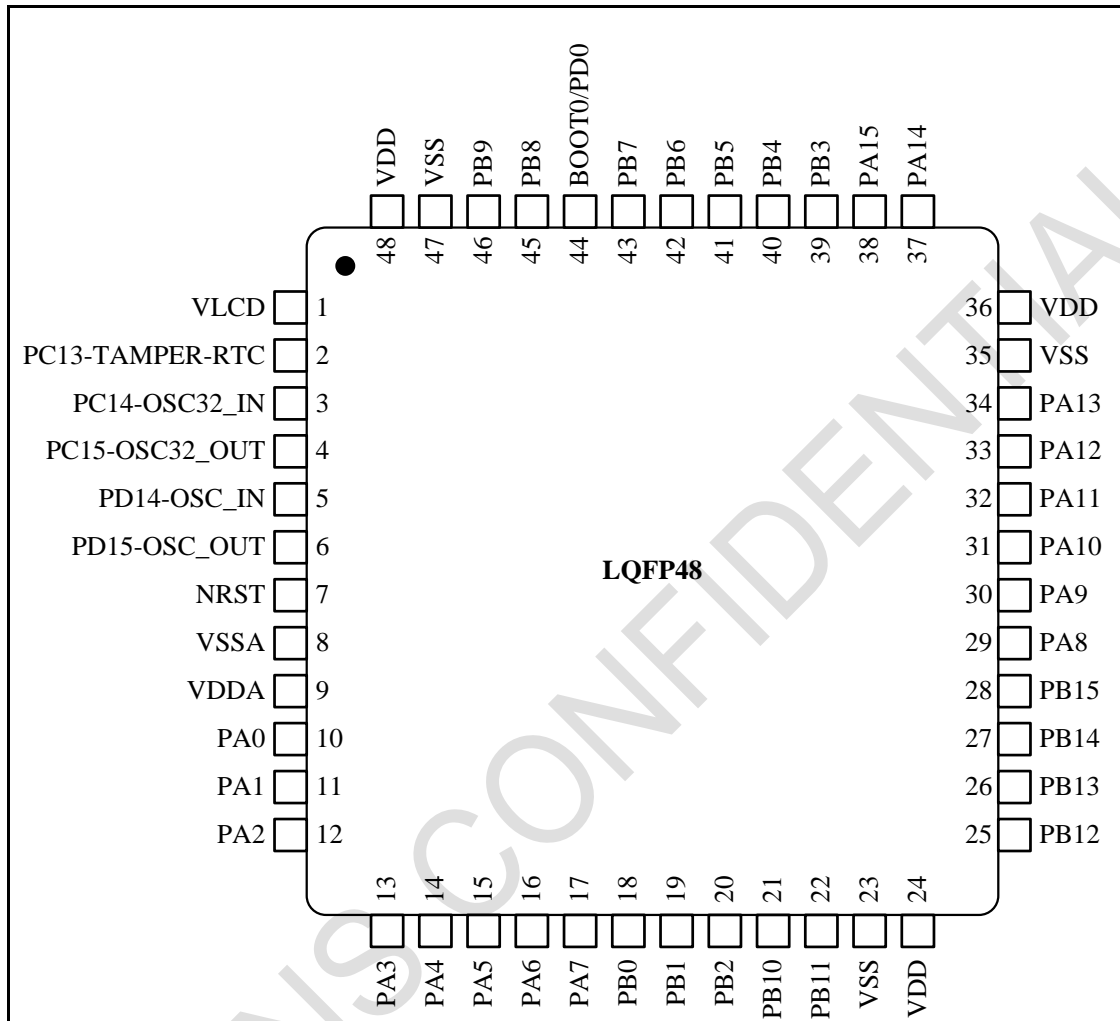 VDD
VSS
PB9
PB8
BOOT0/PD0
PB7
PB6
PB5
PB4
PB3
PA15
PA14
48
47
46
45
44
43
42
41
40
39
38
37
VLCD 1
PC13-TAMPER-RTC 2
PC14-OSC32_IN 3
PC15-OSC32_OUT 4
PD14-OSC_IN 5
PD15-OSC_OUT 6
NRST 7
VSSA 8
VDDA 9
PA0 10
PA1 11
PA2 12
LQFP48
36 VDD
35 VSS
34 PA13
33 PA12
32 PA11
31 PA10
30 PA9
29 PA8
28 PB15
27 PB14
26 PB13
25 PB12
13
14
15
16
17
18
19
20
21
22
23
24
PA3
PA4
PA5
PA6
PA7
PB0
PB1
PB2
PB10
PB11
VSS
VDD
NS CONFIDENTIAL